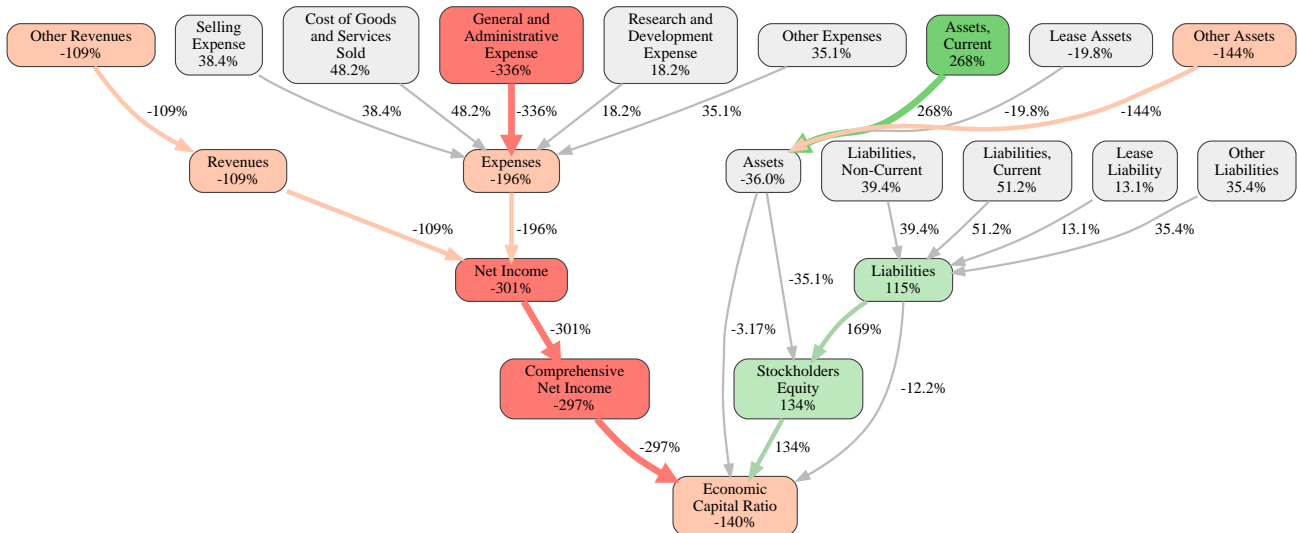 Other Revenues
-109%
Selling
Expense
38.4%
Cost of Goods
and Services
Sold
48.2%
General and
Administrative
Expense
-336%
Research and
Development
Expense
18.2%
Other Expenses
35.1%
Assets,
Current
268%
Lease Assets
-19.8%
Other Assets
-144%
-109%
38.4%
48.2%
-336%
18.2%
35.1%
268%
-19.8%
-144%
Revenues
-109%
Expenses
-196%
Assets
-36.0%
Liabilities,
Non-Current
39.4%
Liabilities,
Current
51.2%
Lease
Liability
13.1%
Other
Liabilities
35.4%
-109%
-196%
39.4%
51.2%
13.1%
35.4%
Net Income
-301%
-35.1%
Liabilities
115%
-301%
-3.17%
169%
Comprehensive
Net Income
-297%
Stockholders
Equity
134%
-12.2%
-297%
134%
Economic
Capital Ratio
-140%